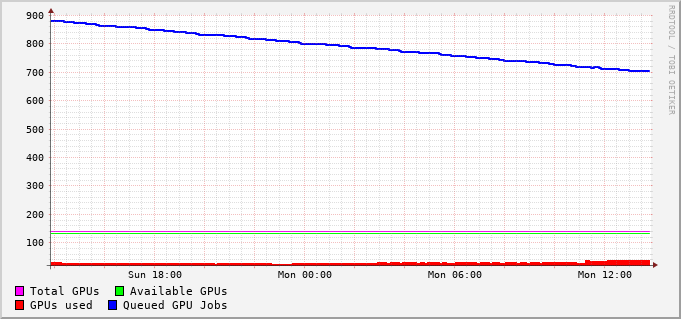 900
800
700
600
500
400
300
200
100
Sun 18:00 Mon 00:00 Mon 06:00 Mon 12:00
Total GPUs Available GPUs
GPUs used Queued GPU Jobs
RRDTOOL / TOBI OETIKER